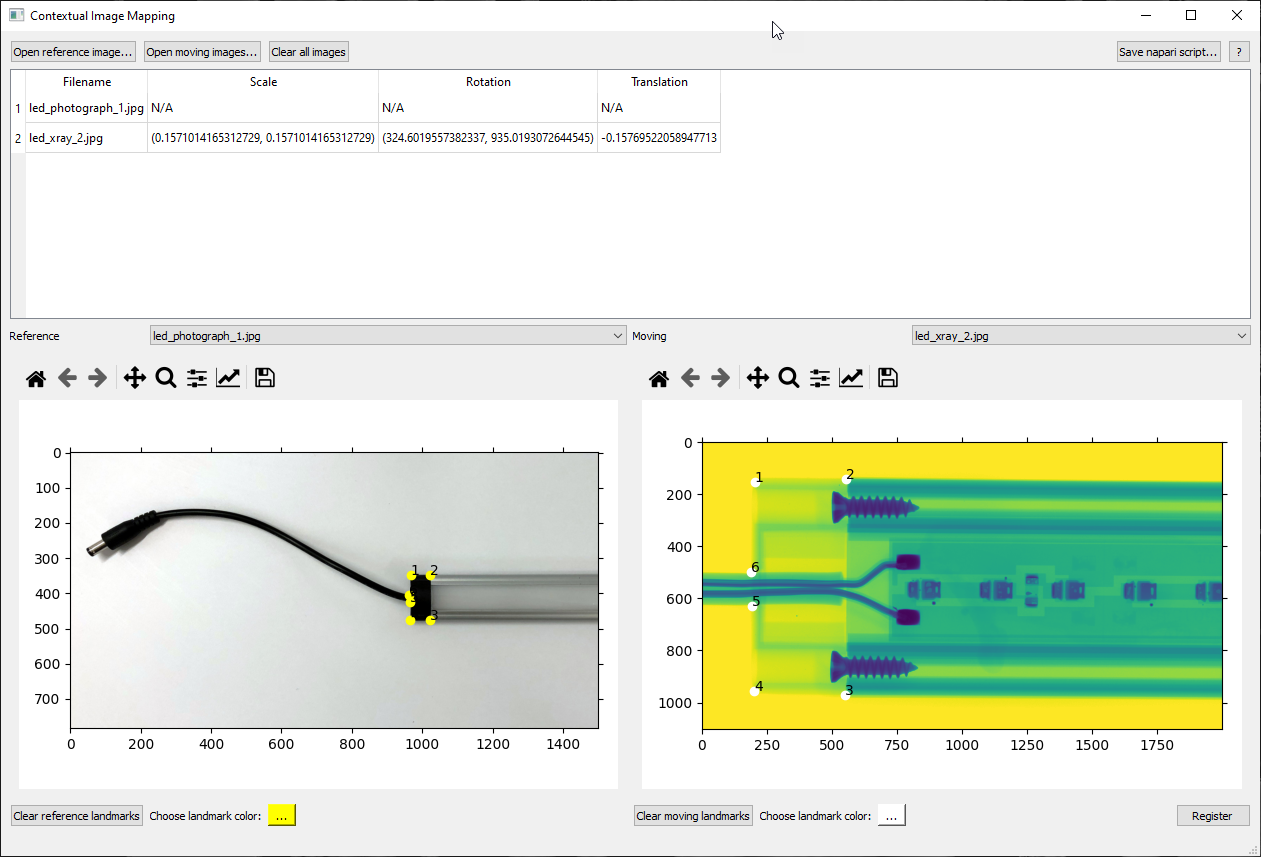 Contextual Image Mapping
Open reference image... Open moving images... Clear all images Save napari script... ?
Filename Scale Rotation Translation
1 led_photograph_1.jpg N/A N/A N/A
2 led_xray_2.jpg (0.1571014165312729, 0.1571014165312729) (324.6019557382337, 935.0193072644545) -0.15769522058947713
Reference led_photograph_1.jpg Moving led_xray_2.jpg
0
100
200
300
400
500
600
700
0 200 400 600 800 1000 1200 1400
1 2
3
0
200
400
600
800
1000
0 250 500 750 1000 1250 1500 1750
1 2
6
5
4 3
Clear reference landmarks Choose landmark color: ... Clear moving landmarks Choose landmark color: ... Register